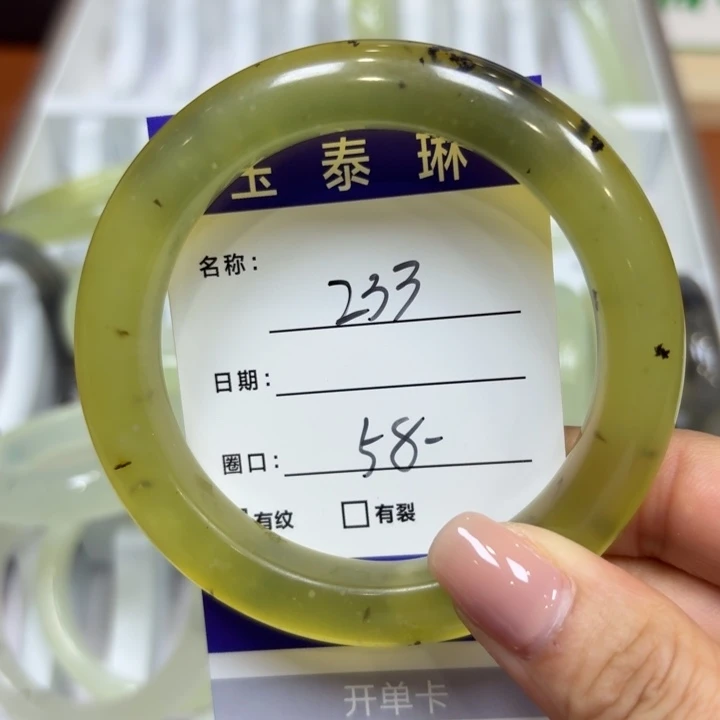 玉泰琳
名称: 233
日期:
圈口: 58-
有纹 有裂
开单卡